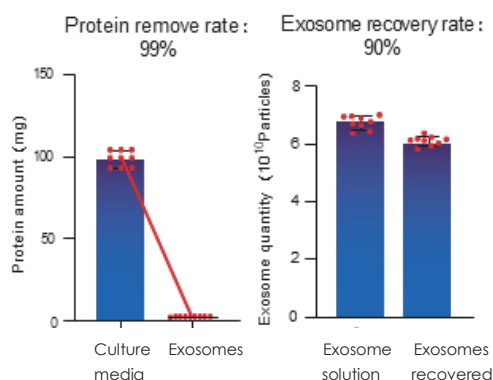 Protein remove rate:
99%
Protein amount (mg)
150
100
50
0
Culture
media
Exosomes
Exosome recovery rate:
90%
Exosome quantity (10¹⁰Particles)
8
6
4
2
0
Exosome
solution
Exosomes
recovered